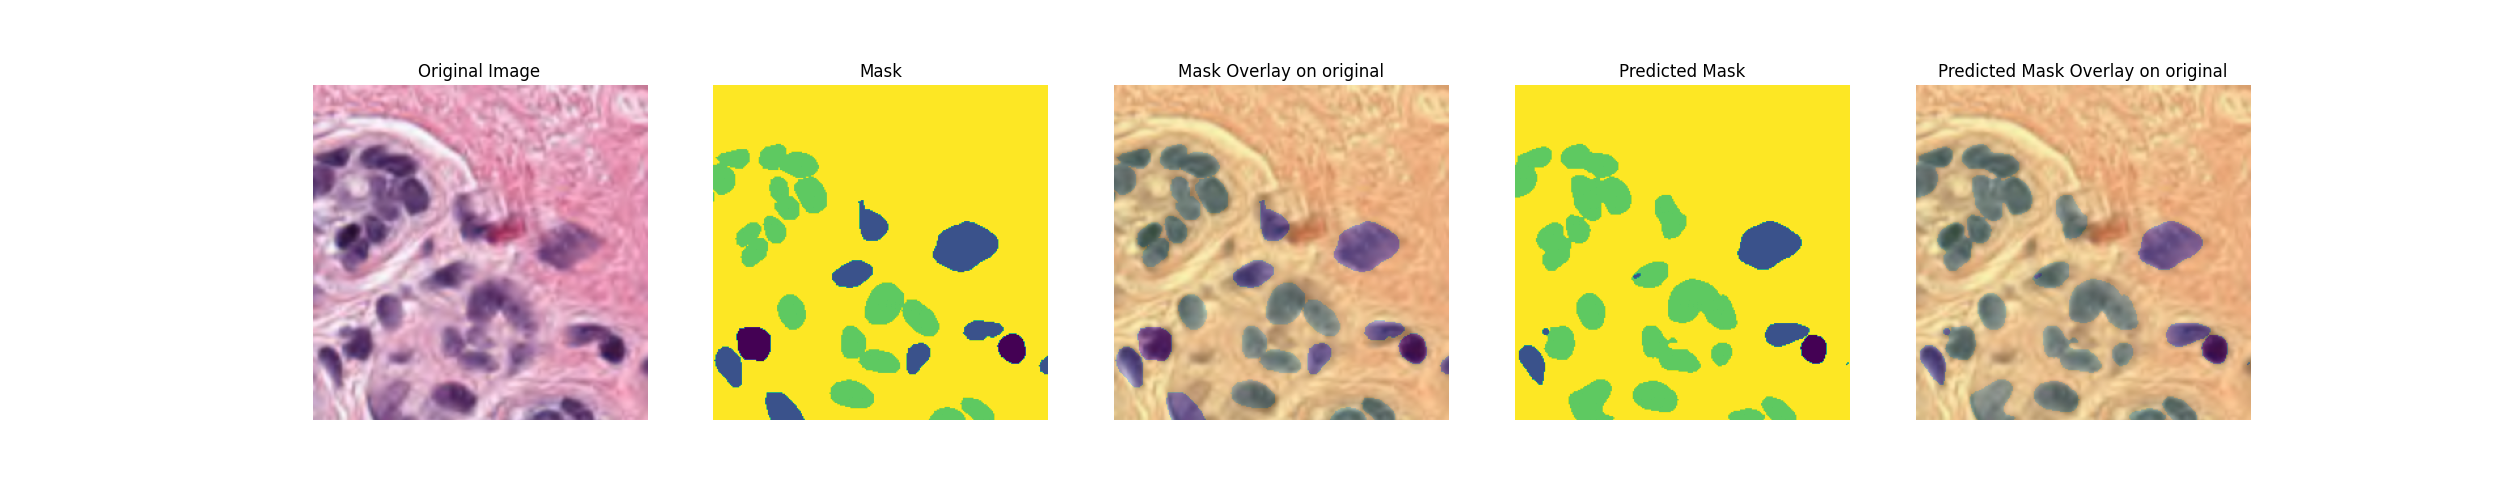 Original Image
Mask
Mask Overlay on original
Predicted Mask
Predicted Mask Overlay on original